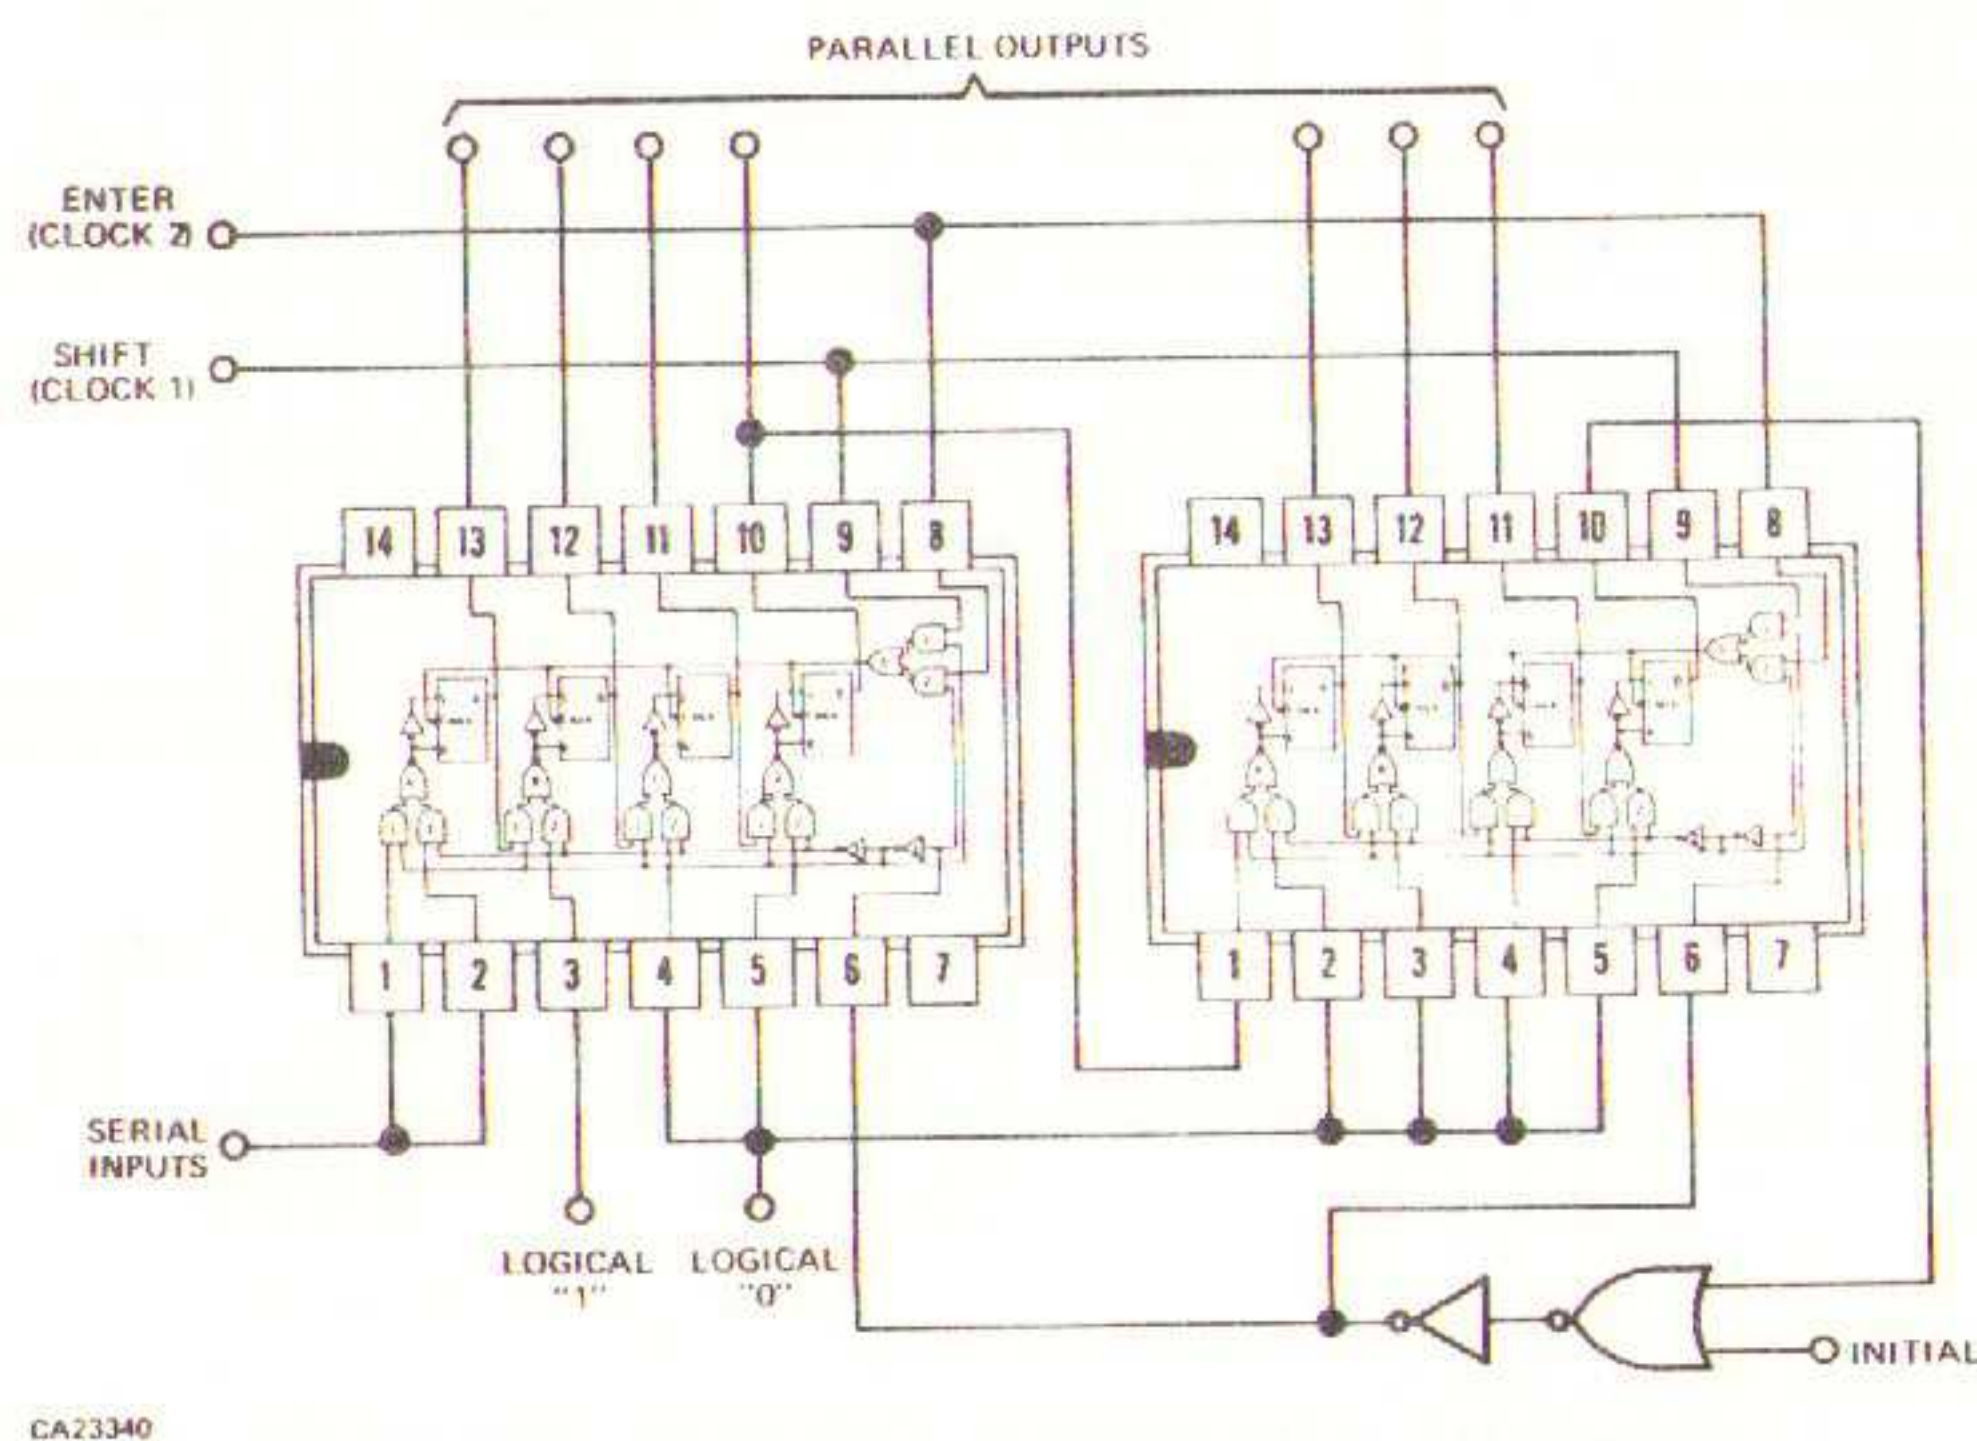 PARALLEL OUTPUTS
ENTER
(CLOCK 2)
SHIFT
(CLOCK 1)
14 13 12 11 10 9 8
14 13 12 11 10 9 8
1 2 3 4 5 6 7
1 2 3 4 5 6 7
SERIAL
INPUTS
LOGICAL
"1"
LOGICAL
"0"
INITIAL
CA23340